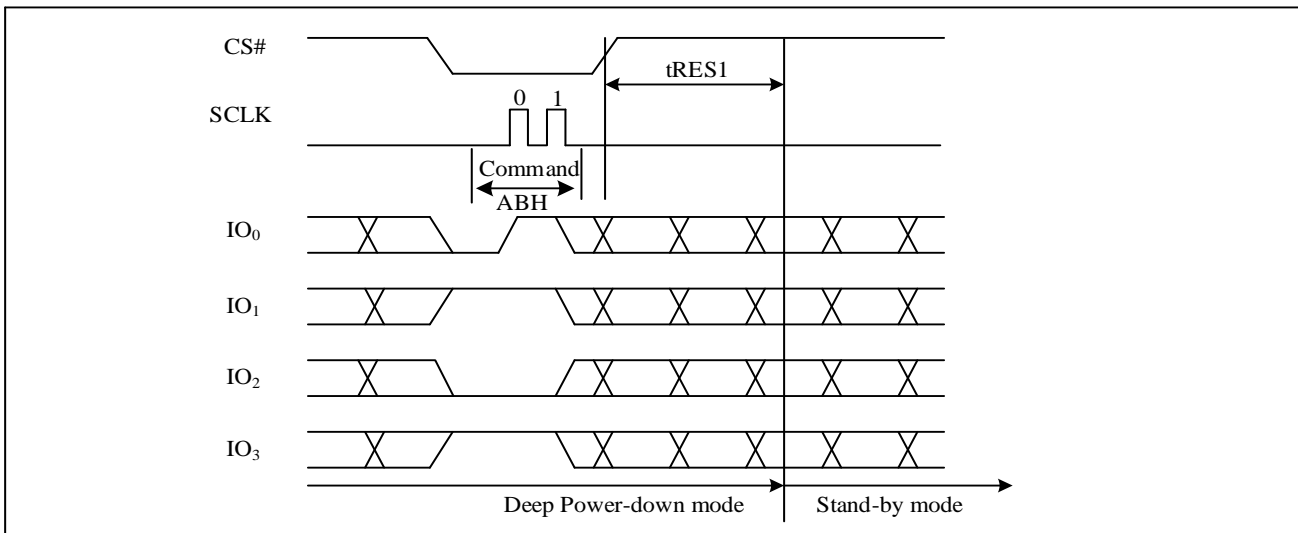 CS#
tRES1
0 1
SCLK
Command
ABH
IO₀
IO₁
IO₂
IO₃
Deep Power-down mode Stand-by mode